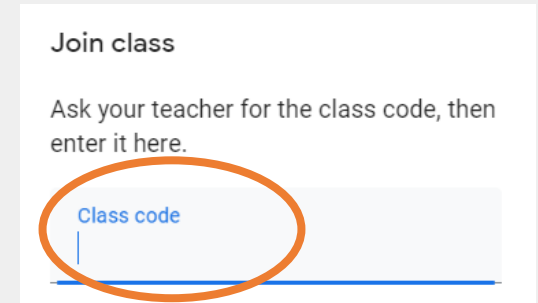 Join class
Ask your teacher for the class code, then
enter it here.
Class code